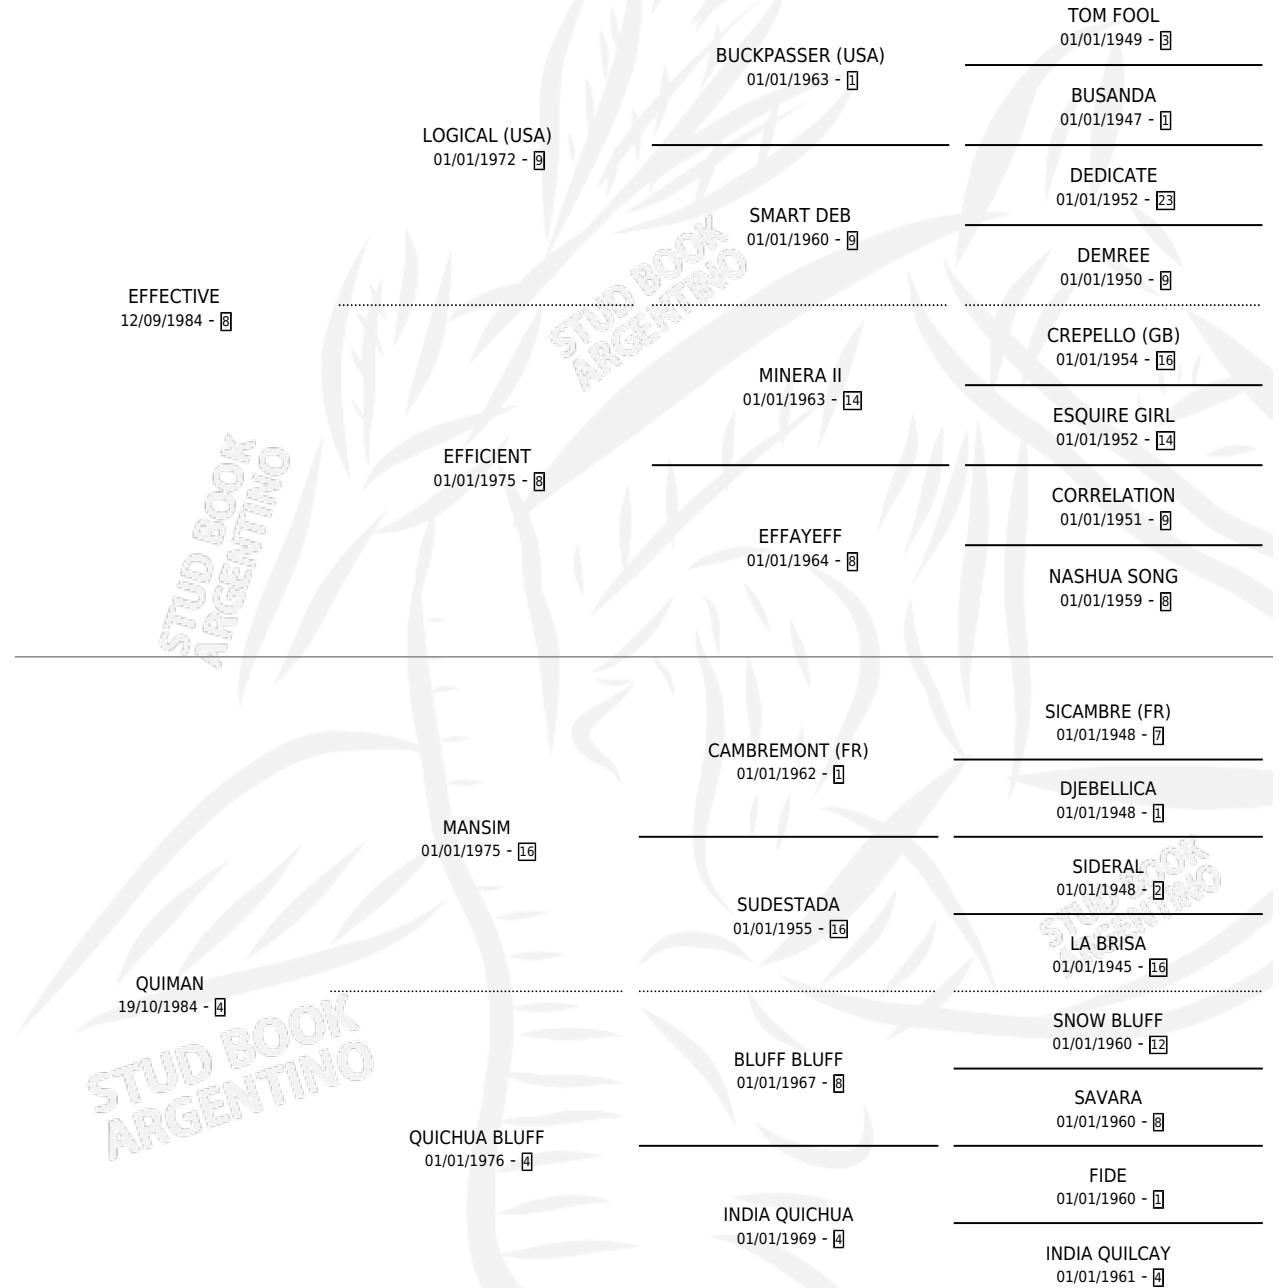 TOM FOOL
01/01/1949 - 3
BUCKPASSER (USA)
01/01/1963 - 1
BUSANDA
01/01/1947 - 1
LOGICAL (USA)
01/01/1972 - 9
DEDICATE
01/01/1952 - 23
SMART DEB
01/01/1960 - 9
DEMREE
01/01/1950 - 9
EFFECTIVE
12/09/1984 - 8
CREPELLO (GB)
01/01/1954 - 16
MINERA II
01/01/1963 - 14
ESQUIRE GIRL
01/01/1952 - 14
EFFICIENT
01/01/1975 - 8
CORRELATION
01/01/1951 - 9
EFFAYEFF
01/01/1964 - 8
NASHUA SONG
01/01/1959 - 8
SICAMBRE (FR)
01/01/1948 - 7
CAMBREMONT (FR)
01/01/1962 - 1
DJEBELLICA
01/01/1948 - 1
MANSIM
01/01/1975 - 16
SIDERAL
01/01/1948 - 2
SUDESTADA
01/01/1955 - 16
LA BRISA
01/01/1945 - 16
QUIMAN
19/10/1984 - 4
SNOW BLUFF
01/01/1960 - 12
BLUFF BLUFF
01/01/1967 - 8
SAVARA
01/01/1960 - 8
QUICHUA BLUFF
01/01/1976 - 4
FIDE
01/01/1960 - 1
INDIA QUICHUA
01/01/1969 - 4
INDIA QUILCAY
01/01/1961 - 4
STUD BOOK
ARGENTINO
STUD BOOK
ARGENTINO
STUD BOOK
ARGENTINO
STUD BOOK
ARGENTINO